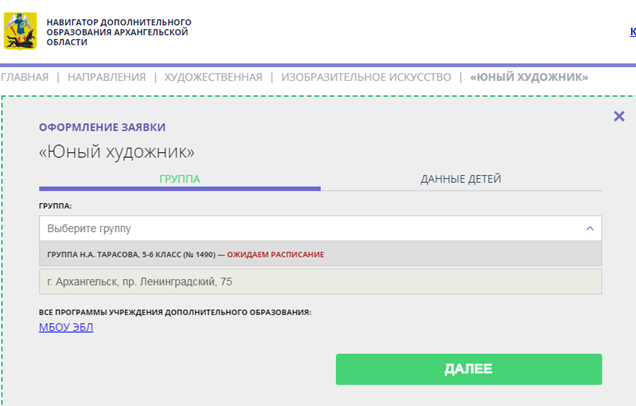 НАВИГАТОР ДОПОЛНИТЕЛЬНОГО
ОБРАЗОВАНИЯ АРХАНГЕЛЬСКОЙ
ОБЛАСТИ
ГЛАВНАЯ | НАПРАВЛЕНИЯ | ХУДОЖЕСТВЕННАЯ | ИЗОБРАЗИТЕЛЬНОЕ ИСКУССТВО | «ЮНЫЙ ХУДОЖНИК»
ОФОРМЛЕНИЕ ЗАЯВКИ
«Юный художник»
ГРУППА ДАННЫЕ ДЕТЕЙ
ГРУППА:
Выберите группу
ГРУППА Н.А. ТАРАСОВА, 5-6 КЛАСС (№ 1490) — ОЖИДАЕМ РАСПИСАНИЕ
г. Архангельск, пр. Ленинградский, 75
ВСЕ ПРОГРАММЫ УЧРЕЖДЕНИЯ ДОПОЛНИТЕЛЬНОГО ОБРАЗОВАНИЯ:
МБОУ ЭБЛ
ДАЛЕЕ